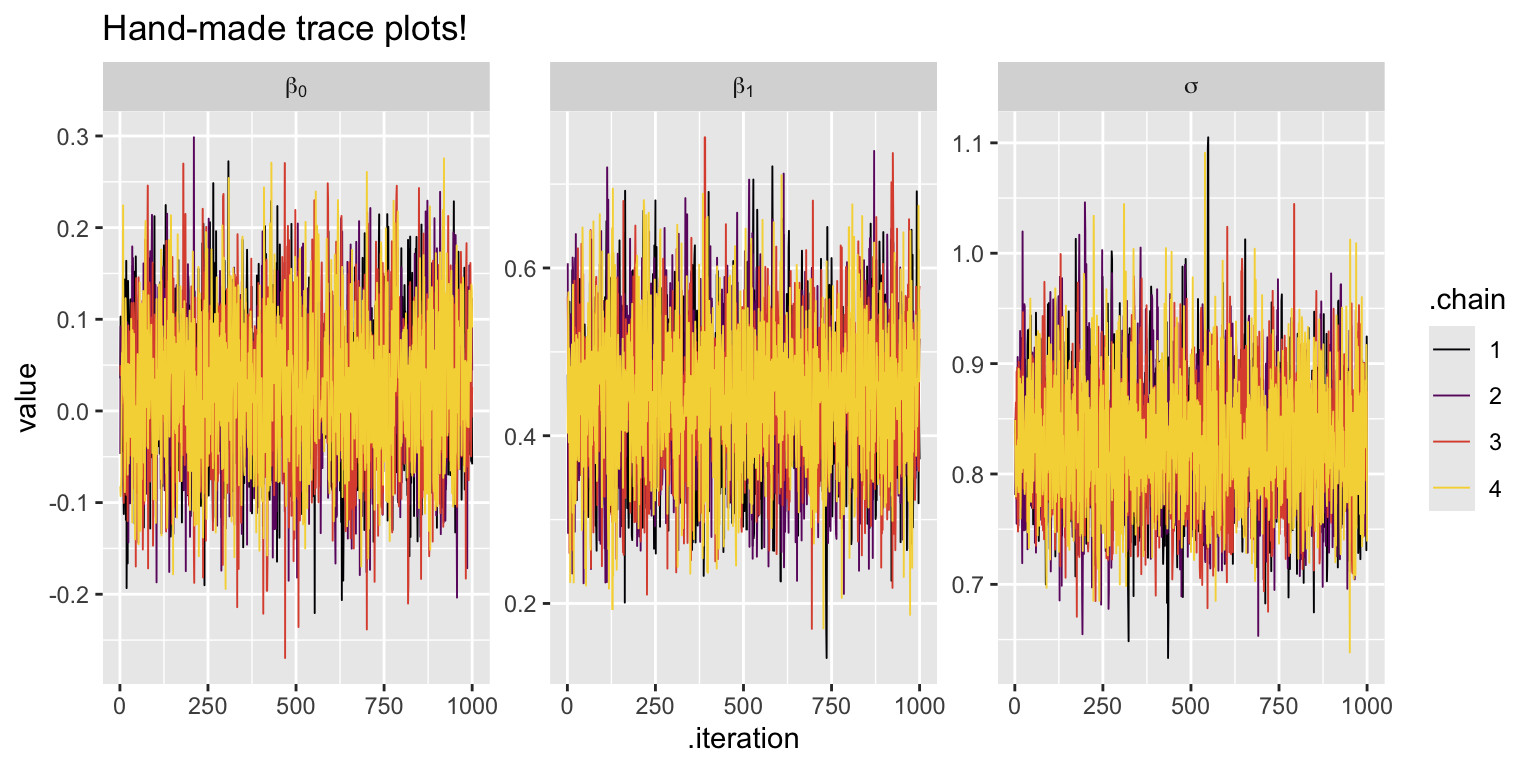 Hand-made trace plots!
β₀
β₁
σ
value
0.3
0.2
0.1
0.0
-0.1
-0.2
0.6
0.4
0.2
1.1
1.0
0.9
0.8
0.7
0 250 500 750 1000
0 250 500 750 1000
0 250 500 750 1000
.iteration
.chain
1
2
3
4